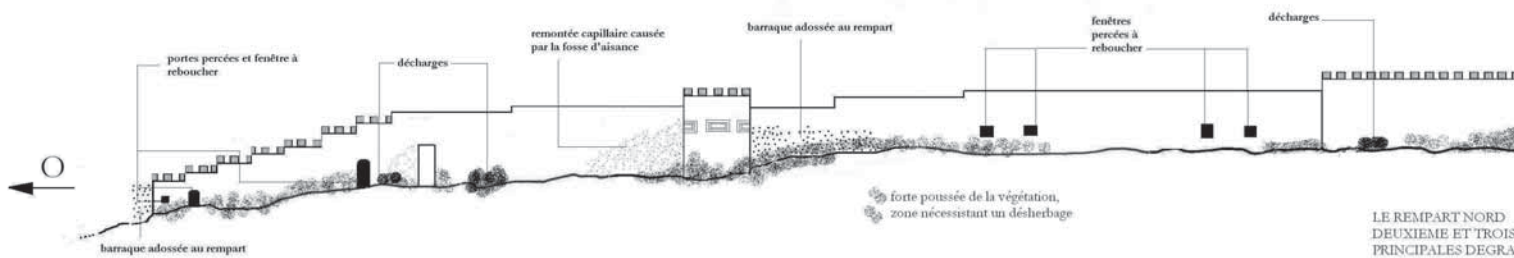 portes percées et fenêtre à
reboucher
décharges
remontée capillaire causée
par la fosse d'aisance
barraque adossée au rempart
fenêtres
percées à
reboucher
décharges
O
barraque adossée au rempart
forte poussée de la végétation,
zone nécessistant un désherbage
LE REMPART NORD
DEUXIEME ET TROIS
PRINCIPALES DEGRA